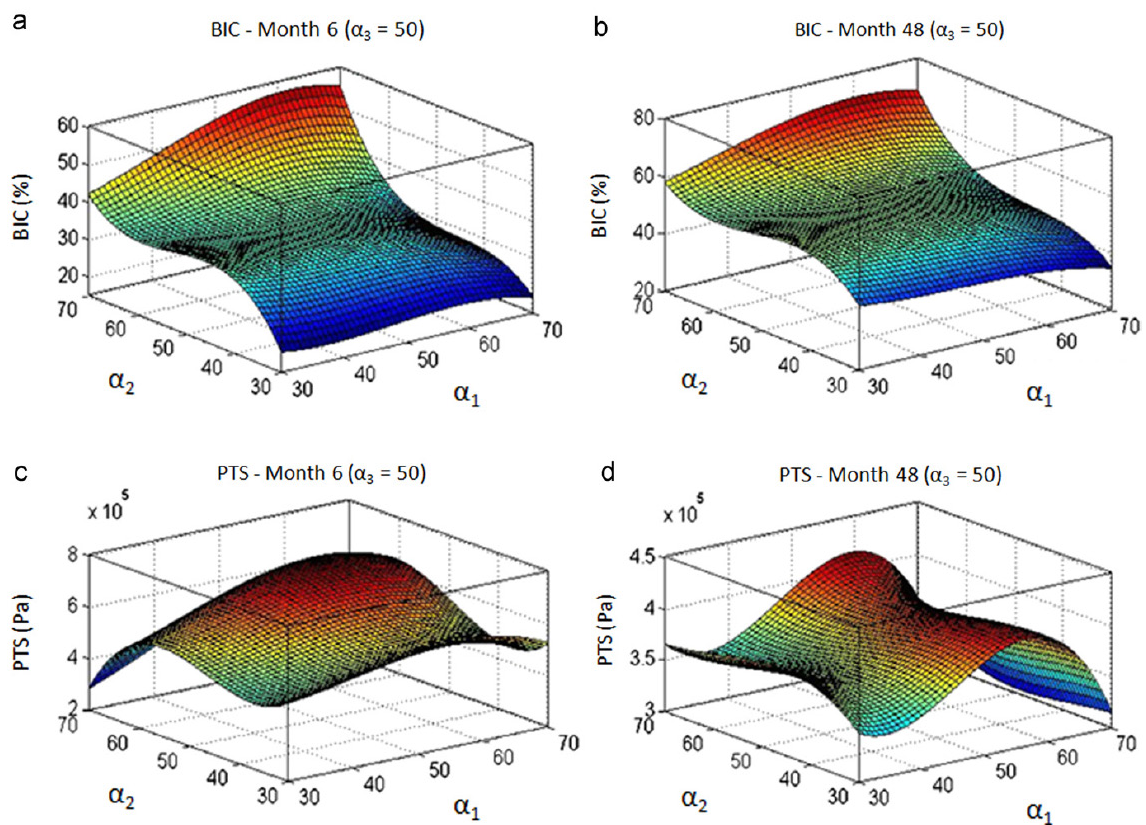 a
BIC - Month 6 (α₃ = 50)
60
50
40
30
20
BIC (%)
70
60
50
40
30
α₂
30
40
50
60
70
α₁
b
BIC - Month 48 (α₃ = 50)
80
60
40
20
BIC (%)
70
60
50
40
30
α₂
30
40
50
60
70
α₁
c
PTS - Month 6 (α₃ = 50)
x 10⁵
8
6
4
2
PTS (Pa)
70
60
50
40
30
α₂
30
40
50
60
70
α₁
d
PTS - Month 48 (α₃ = 50)
x 10⁵
4.5
4
3.5
3
PTS (Pa)
70
60
50
40
30
α₂
30
40
50
60
70
α₁